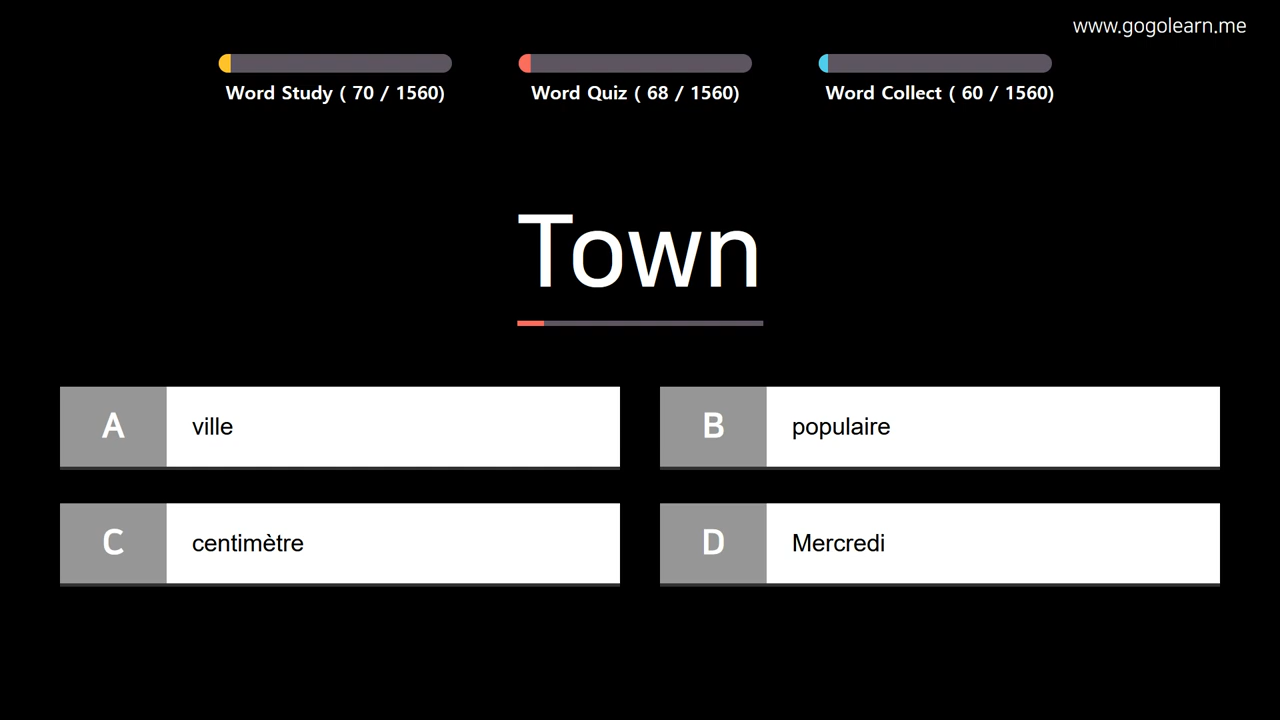 www.gogolearn.me
Word Study ( 70 / 1560)
Word Quiz ( 68 / 1560)
Word Collect ( 60 / 1560)
Town
A ville
B populaire
C centimètre
D Mercredi